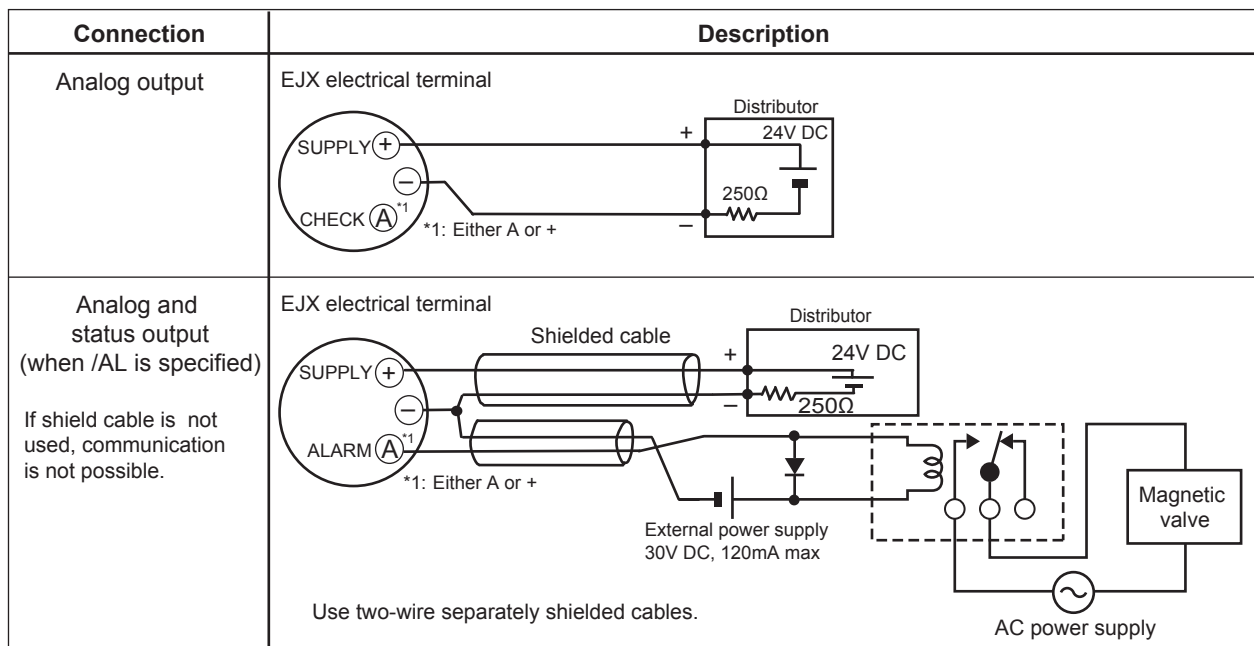 Connection
Description
Analog output
EJX electrical terminal
SUPPLY +
−
CHECK A *1
*1: Either A or +
Distributor
+
24V DC
250Ω
−
Analog and
status output
(when /AL is specified)
If shield cable is not
used, communication
is not possible.
EJX electrical terminal
Shielded cable
SUPPLY +
−
ALARM A *1
*1: Either A or +
Distributor
+
24V DC
−
250Ω
External power supply
30V DC, 120mA max
Magnetic
valve
AC power supply
Use two-wire separately shielded cables.